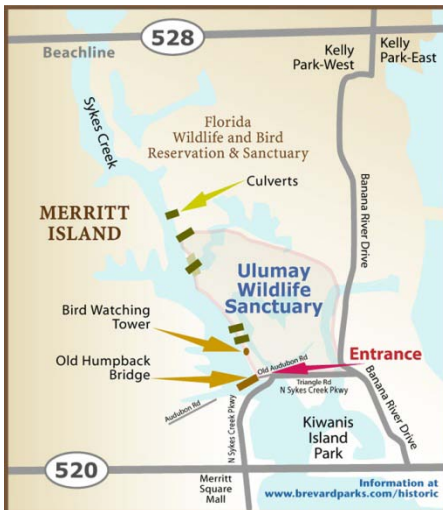 528
Beachline
Kelly
Park-West
Kelly
Park-East
Sykes Creek
Florida
Wildlife and Bird
Reservation & Sanctuary
Culverts
MERRITT
ISLAND
Banana River Drive
Ulumay
Wildlife
Sanctuary
Bird Watching
Tower
Old Humpback
Bridge
Old Audubon Rd
Entrance
Triangle Rd
N Sykes Creek Pkwy
Audubon Rd
N Sykes Creek Pkwy
Banana River Drive
Kiwanis
Island
Park
520
Merritt
Square
Mall
Information at
www.brevardparks.com/historic